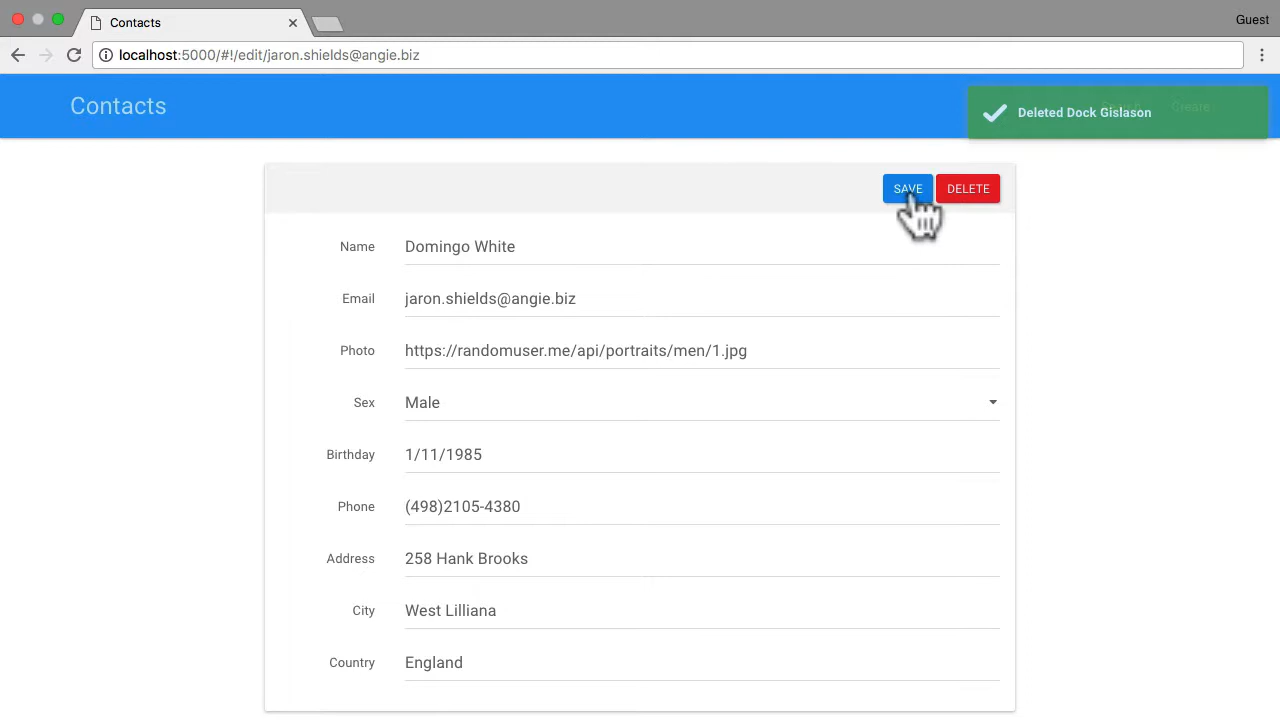 Contacts
Guest
localhost:5000/#!/edit/jaron.shields@angie.biz
Contacts
Create
Deleted Dock Gislason
SAVE
DELETE
Name
Domingo White
Email
jaron.shields@angie.biz
Photo
https://randomuser.me/api/portraits/men/1.jpg
Sex
Male
Birthday
1/11/1985
Phone
(498)2105-4380
Address
258 Hank Brooks
City
West Lilliana
Country
England